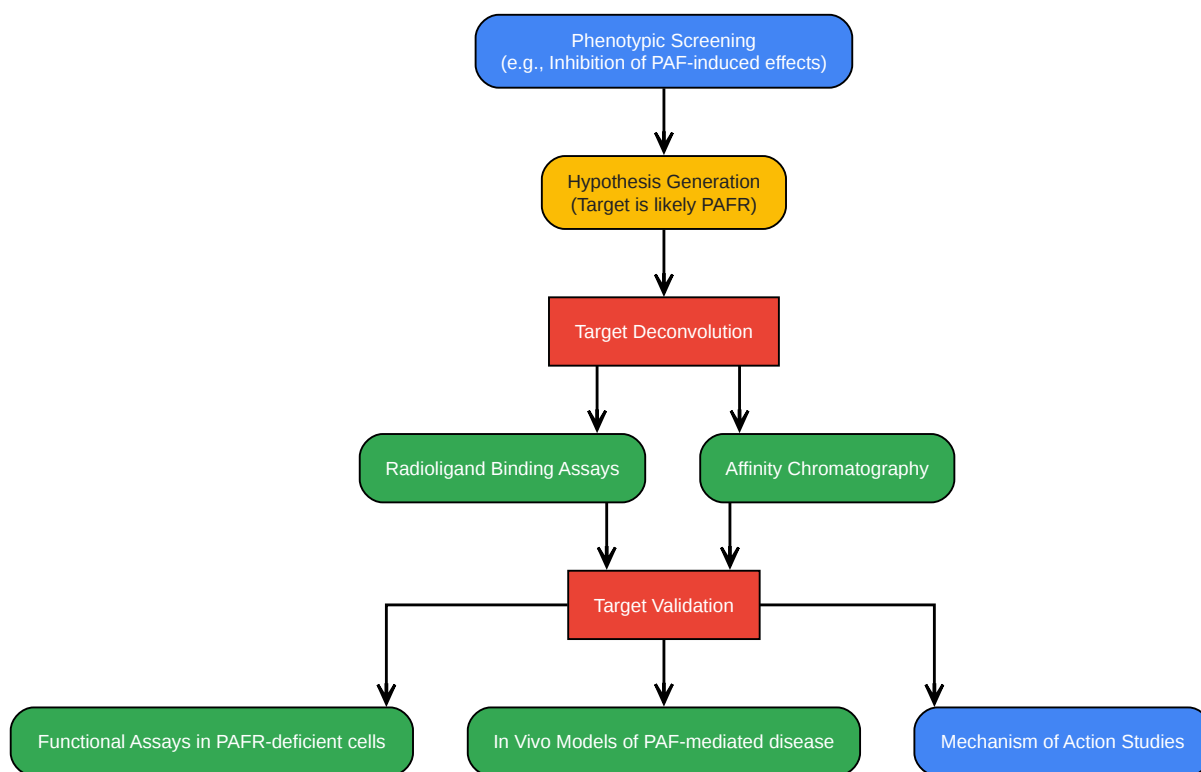 Phenotypic Screening
(e.g., Inhibition of PAF-induced effects)
Hypothesis Generation
(Target is likely PAFR)
Target Deconvolution
Radioligand Binding Assays
Affinity Chromatography
Target Validation
Functional Assays in PAFR-deficient cells
In Vivo Models of PAF-mediated disease
Mechanism of Action Studies